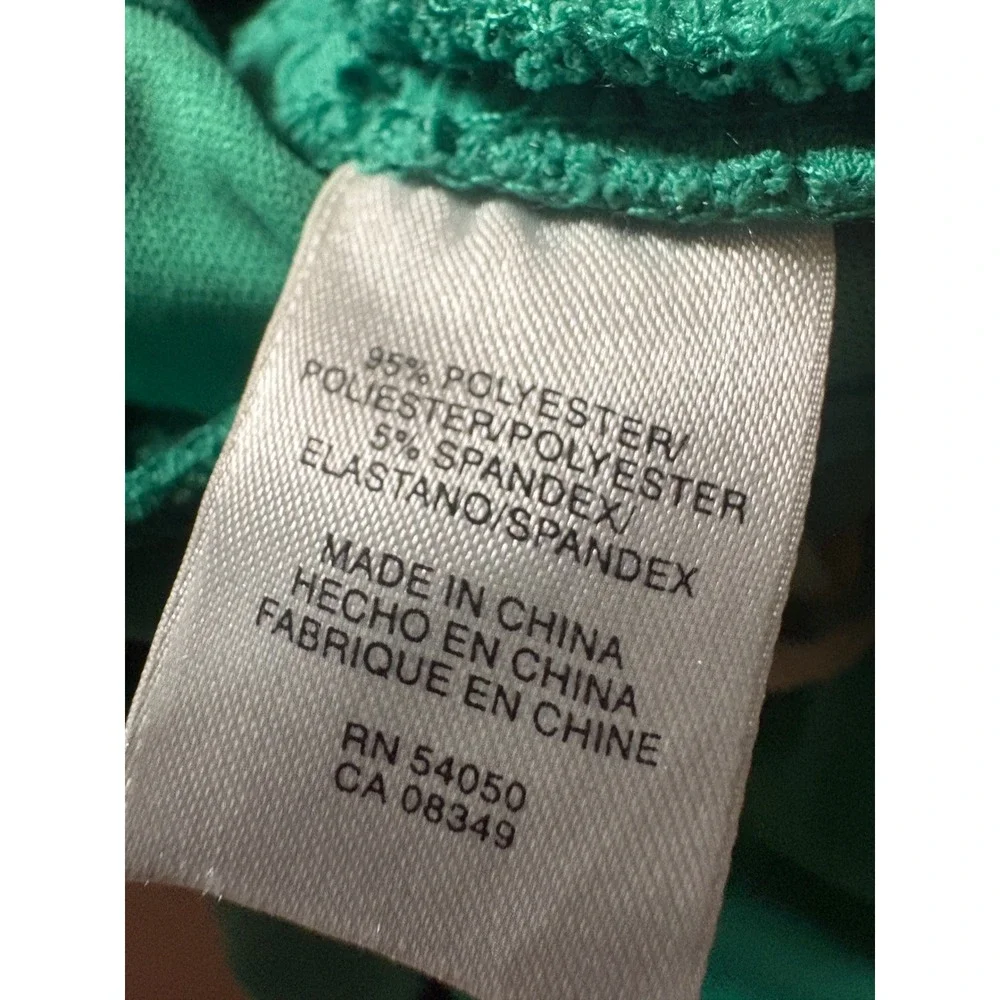 95% POLYESTER/
POLIESTER/POLYESTER
5% SPANDEX/
ELASTANO/SPANDEX
MADE IN CHINA
HECHO EN CHINA
FABRIQUE EN CHINE
RN 54050
CA 08349